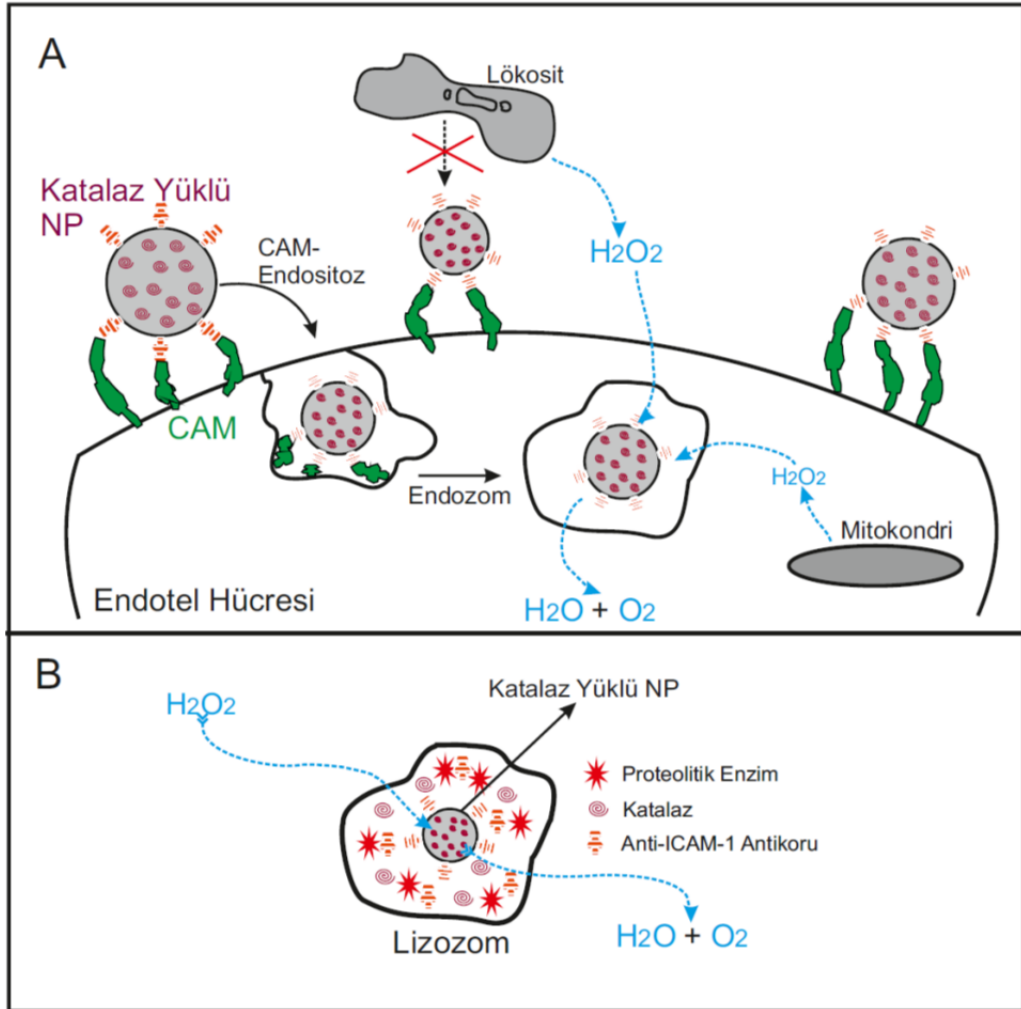 A
Lökosit
Katalaz Yüklü
NP
CAM-
Endositoz
H2O2
CAM
Endozom
H2O2
Mitokondri
Endotel Hücresi
H2O + O2
B
Katalaz Yüklü NP
H2O2
Proteolitik Enzim
Katalaz
Anti-ICAM-1 Antikoru
Lizozom
H2O + O2